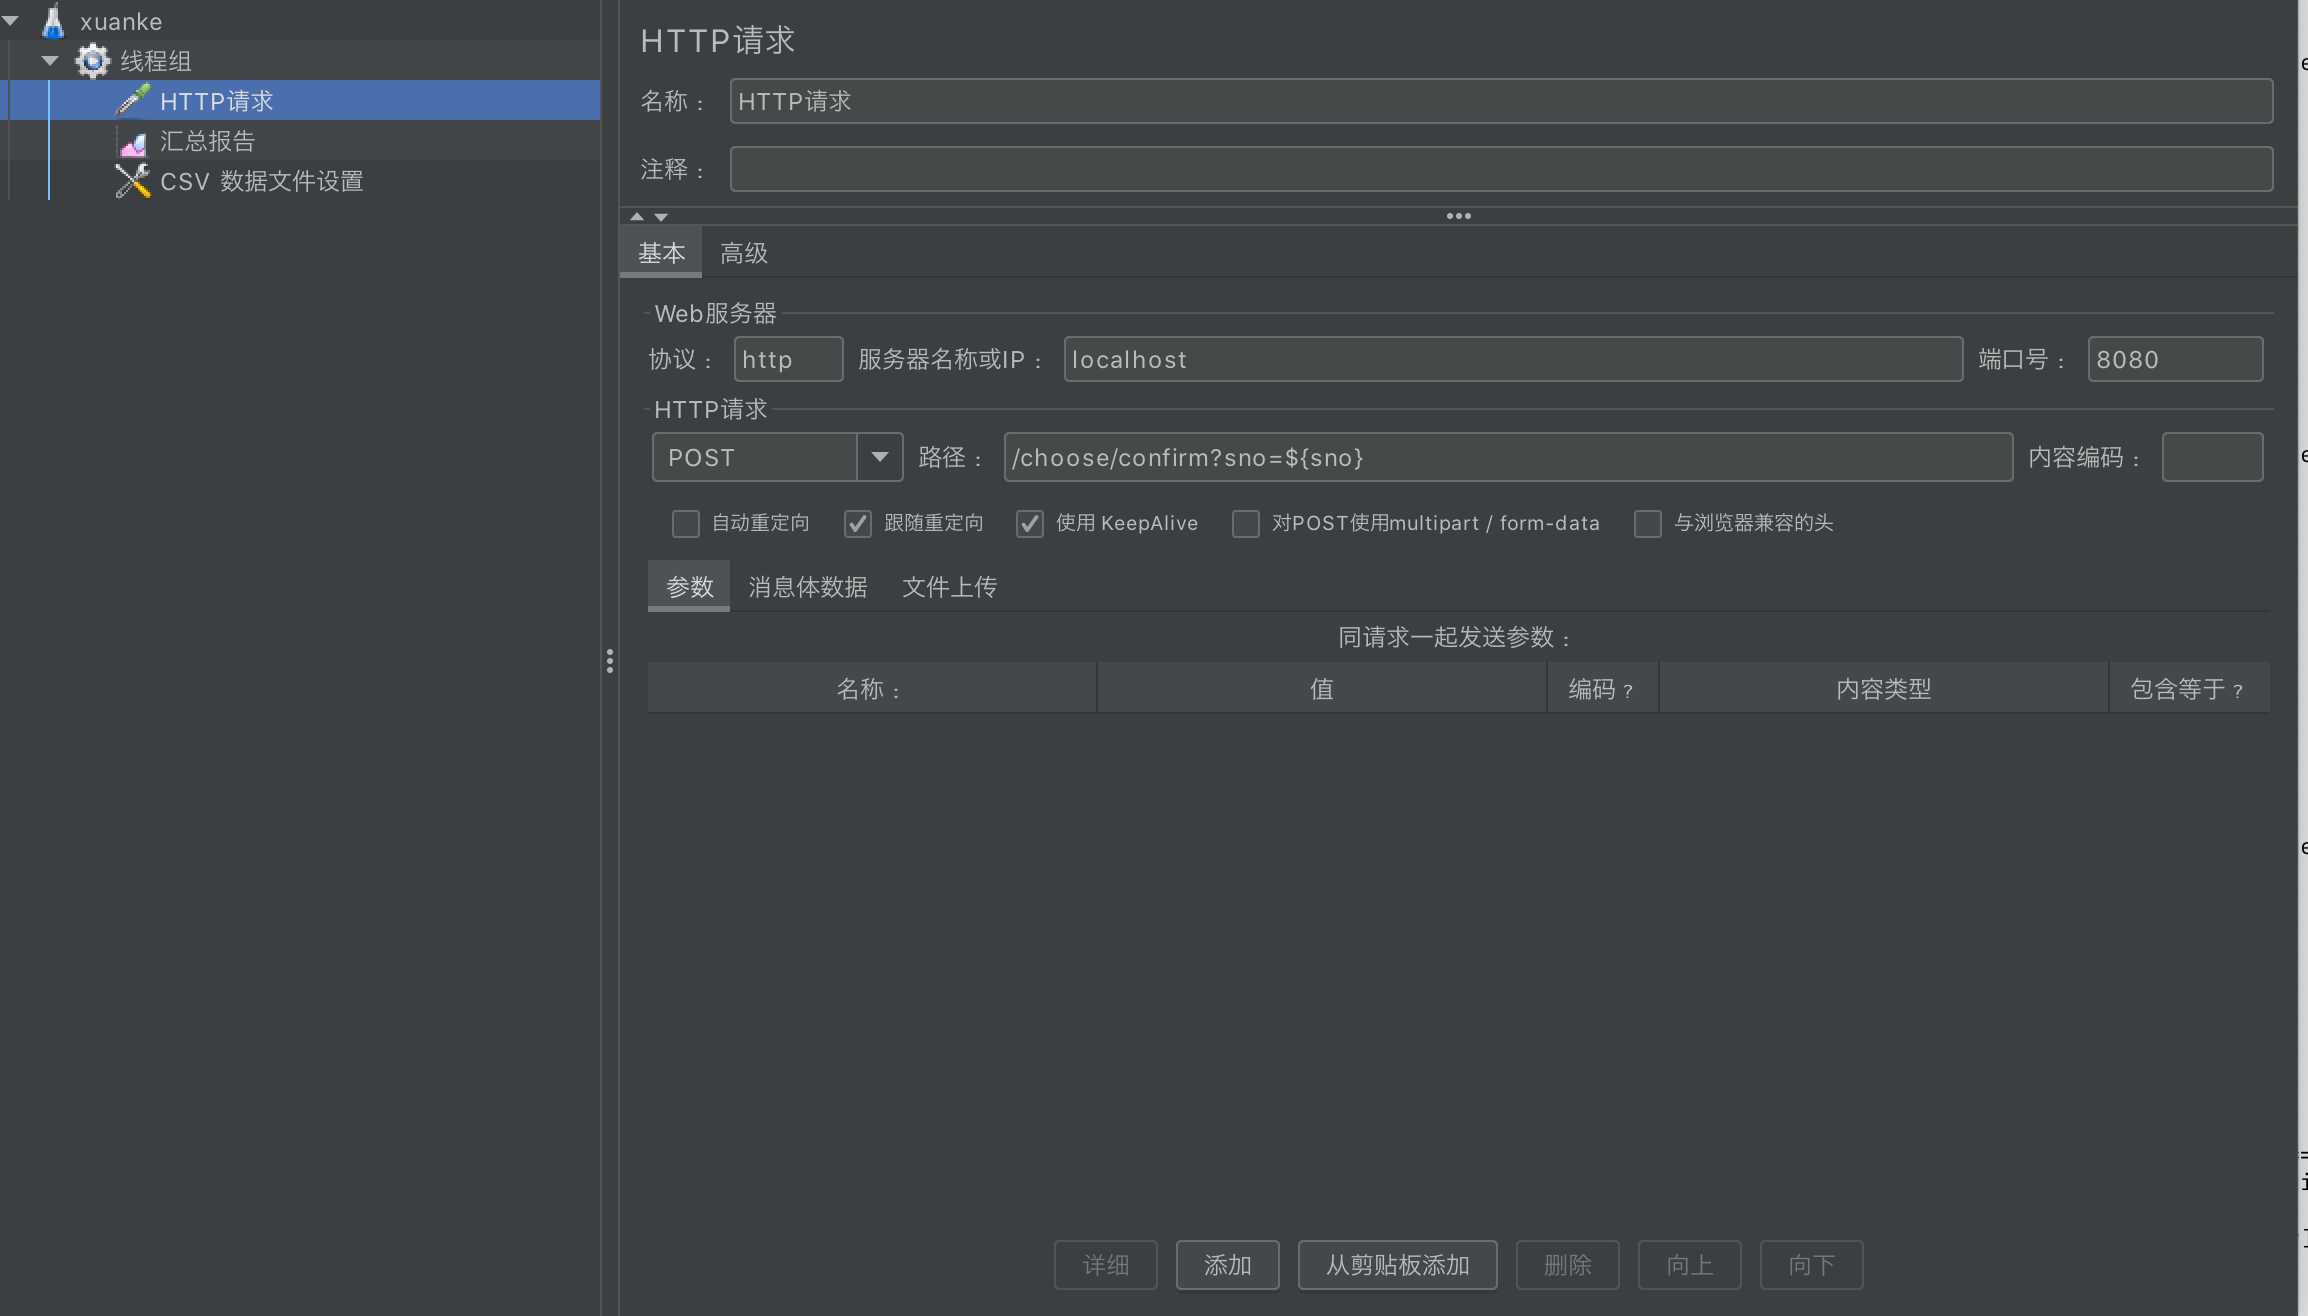 xuanke
线程组
HTTP请求
汇总报告
CSV 数据文件设置
HTTP请求
名称： HTTP请求
注释：
基本 高级
Web服务器
协议： http 服务器名称或IP： localhost 端口号： 8080
HTTP请求
POST 路径： /choose/confirm?sno=${sno} 内容编码：
自动重定向 跟随重定向 使用 KeepAlive 对POST使用multipart / form-data 与浏览器兼容的头
参数 消息体数据 文件上传
同请求一起发送参数：
名称： 值 编码？ 内容类型 包含等于？
详细 添加 从剪贴板添加 删除 向上 向下